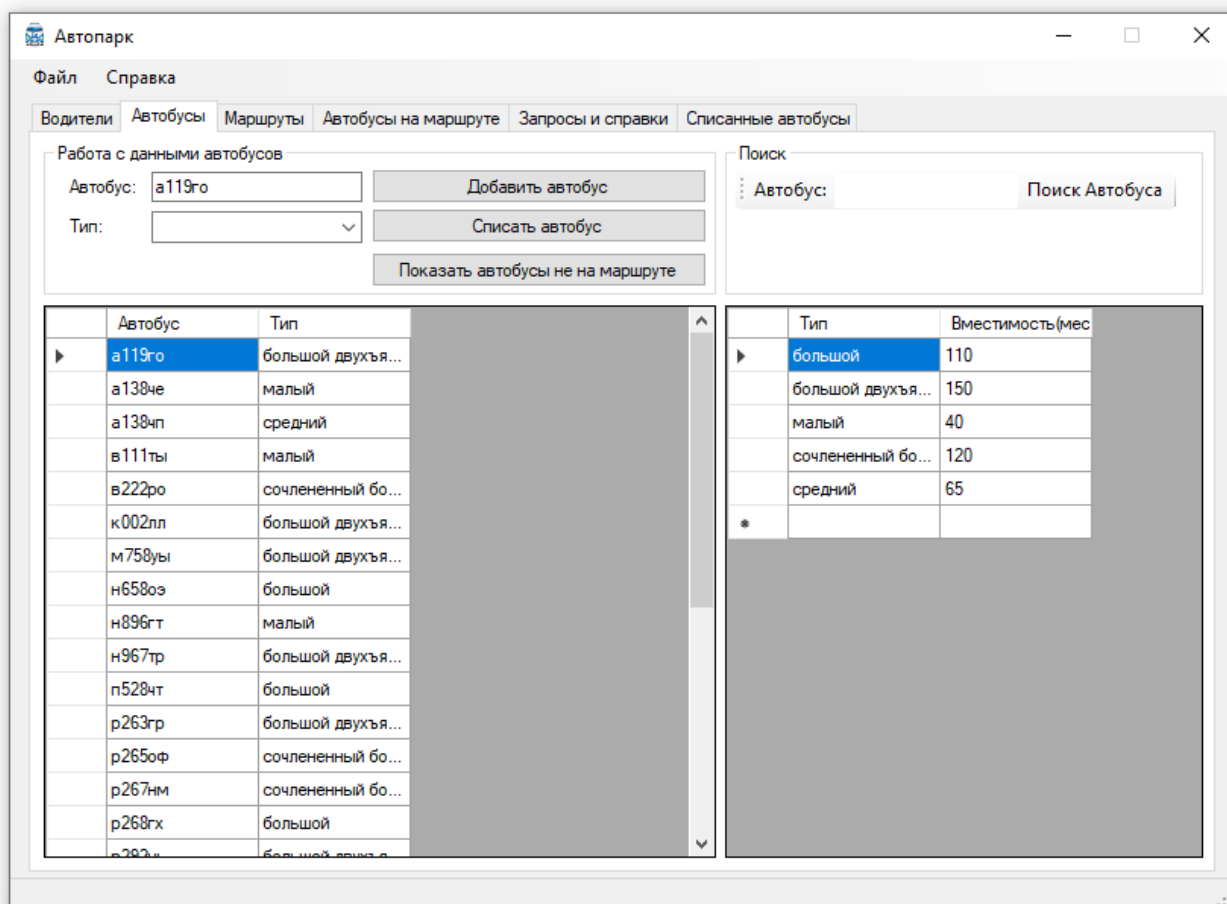 Автопарк
Файл Справка
Водители Автобусы Маршруты Автобусы на маршруте Запросы и справки Списанные автобусы
Работа с данными автобусов
Автобус: а119го Добавить автобус
Тип: Списать автобус
Показать автобусы не на маршруте
Поиск
Автобус: Поиск Автобуса
Автобус Тип
а119го большой двухъя...
а138че малый
а138чп средний
в111ты малый
в222ро сочлененный бо...
к002лл большой двухъя...
м758уы большой двухъя...
н658оэ большой
н896гт малый
н967тр большой двухъя...
п528чт большой
р263гр большой двухъя...
р265оф сочлененный бо...
р267нм сочлененный бо...
р268гх большой
Тип Вместимость(мес
большой 110
большой двухъя... 150
малый 40
сочлененный бо... 120
средний 65